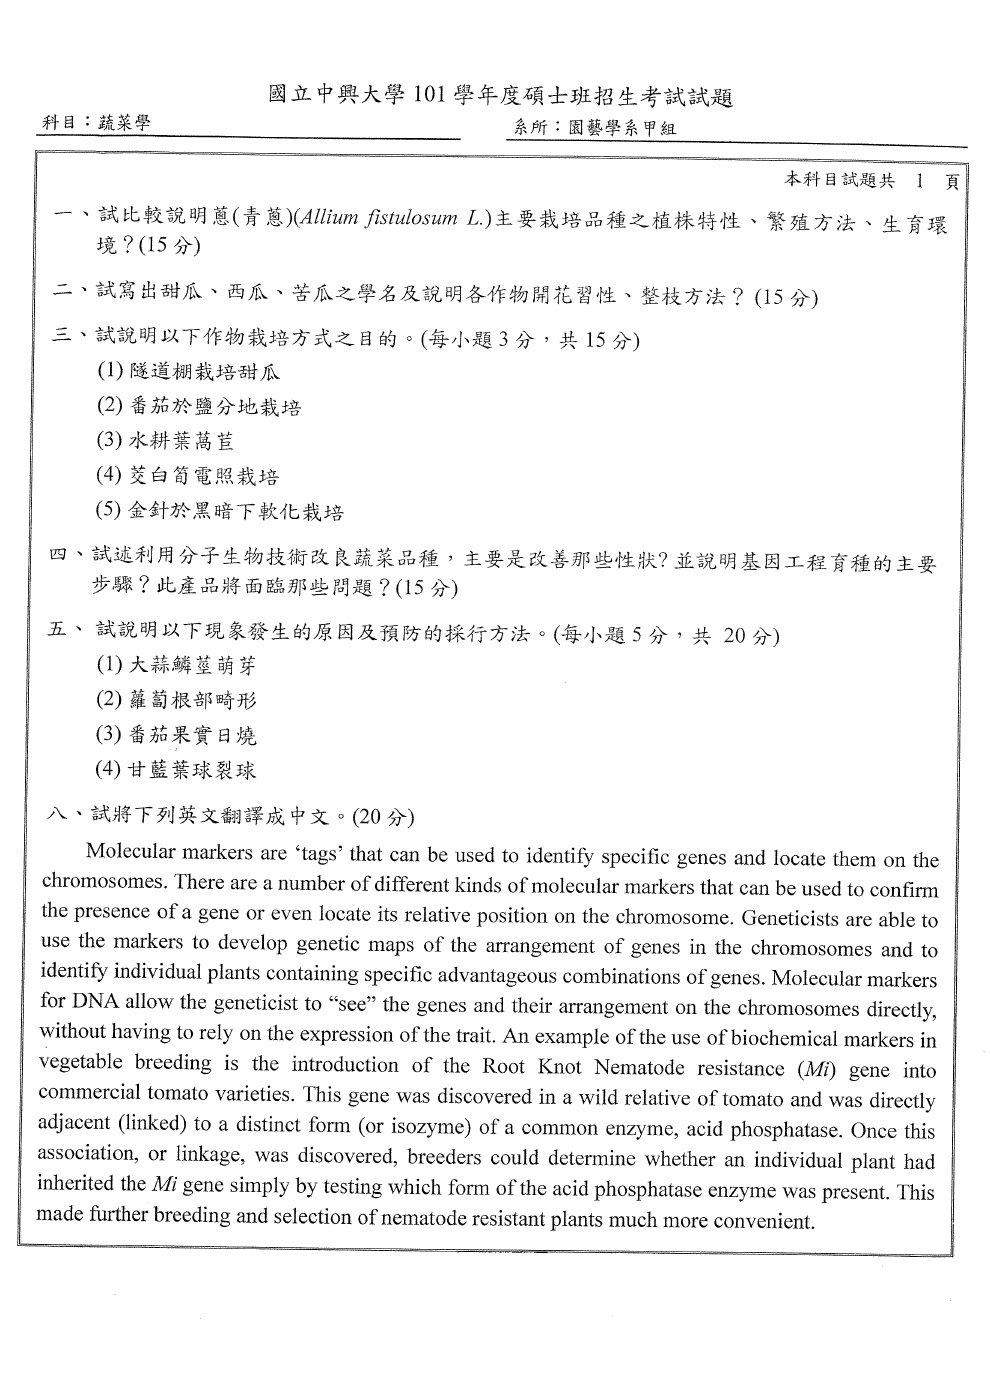 國立中興大學 101 學年度碩士班招生考試試題
科目：蔬菜學
系所：園藝學系甲組
本科目試題共 1 頁
一、試比較說明蔥(青蔥)(Allium fistulosum L.)主要栽培品種之植株特性、繁殖方法、生育環
境？(15 分)
二、試寫出甜瓜、西瓜、苦瓜之學名及說明各作物開花習性、整枝方法？ (15 分)
三、試說明以下作物栽培方式之目的。(每小題 3 分，共 15 分)
(1) 隧道棚栽培甜瓜
(2) 番茄於鹽分地栽培
(3) 水耕葉萵苣
(4) 茭白筍電照栽培
(5) 金針於黑暗下軟化栽培
四、試述利用分子生物技術改良蔬菜品種，主要是改善那些性狀?並說明基因工程育種的主要
步驟？此產品將面臨那些問題？(15 分)
五、 試說明以下現象發生的原因及預防的採行方法。(每小題 5 分，共 20 分)
(1) 大蒜鱗莖萌芽
(2) 蘿蔔根部畸形
(3) 番茄果實日燒
(4) 甘藍葉球裂球
八、試將下列英文翻譯成中文。(20 分)
Molecular markers are ‘tags’ that can be used to identify specific genes and locate them on the
chromosomes. There are a number of different kinds of molecular markers that can be used to confirm
the presence of a gene or even locate its relative position on the chromosome. Geneticists are able to
use the markers to develop genetic maps of the arrangement of genes in the chromosomes and to
identify individual plants containing specific advantageous combinations of genes. Molecular markers
for DNA allow the geneticist to “see” the genes and their arrangement on the chromosomes directly,
without having to rely on the expression of the trait. An example of the use of biochemical markers in
vegetable breeding is the introduction of the Root Knot Nematode resistance (Mi) gene into
commercial tomato varieties. This gene was discovered in a wild relative of tomato and was directly
adjacent (linked) to a distinct form (or isozyme) of a common enzyme, acid phosphatase. Once this
association, or linkage, was discovered, breeders could determine whether an individual plant had
inherited the Mi gene simply by testing which form of the acid phosphatase enzyme was present. This
made further breeding and selection of nematode resistant plants much more convenient.